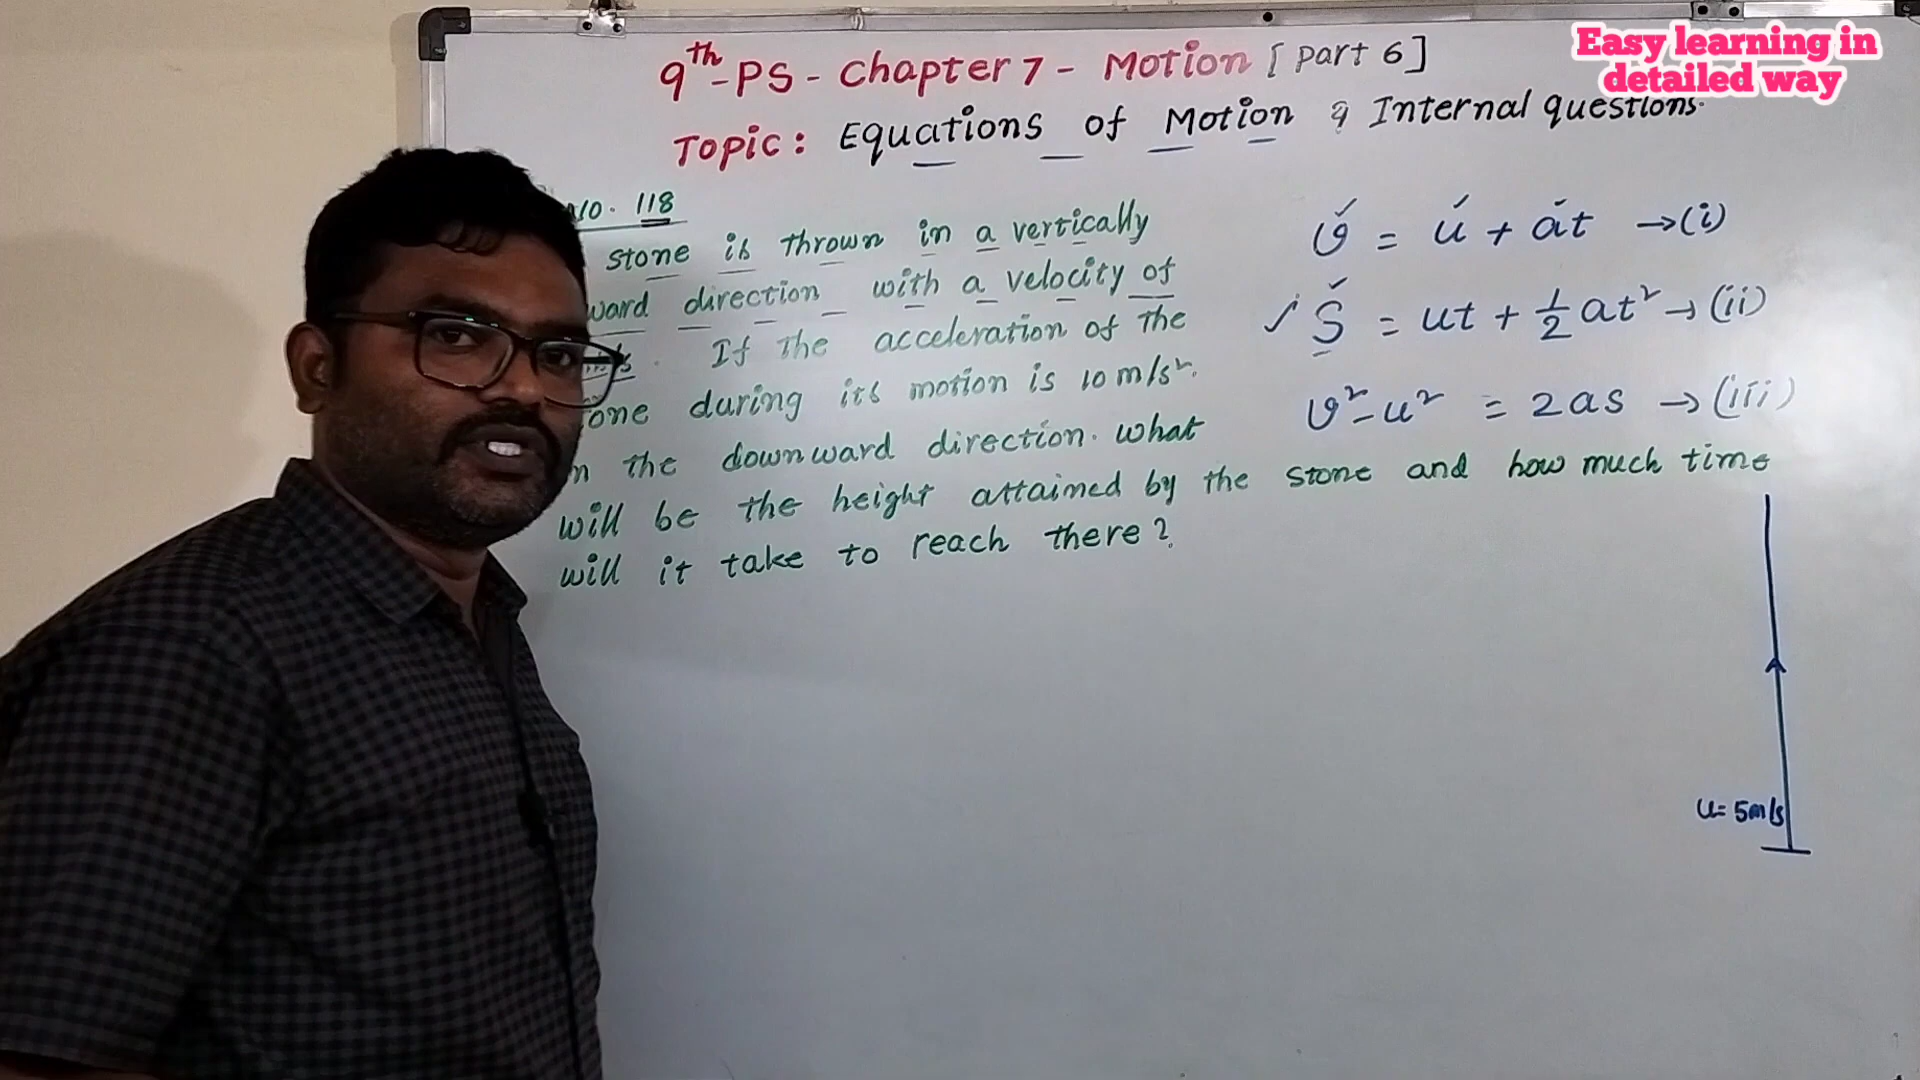 Easy learning in
detailed way
9th-PS - Chapter 7 - Motion [ part 6 ]
Topic: Equations of Motion & Internal questions.
No. 118
stone is thrown in a vertically
ward direction with a velocity of
If the acceleration of the
one during its motion is 10 m/s².
n the downward direction. what
will be the height attained by the stone and how much time
will it take to reach there?
v = u + at → (i)
✓ S = ut + 1/2 at² → (ii)
v² - u² = 2as → (iii)
u = 5m/s